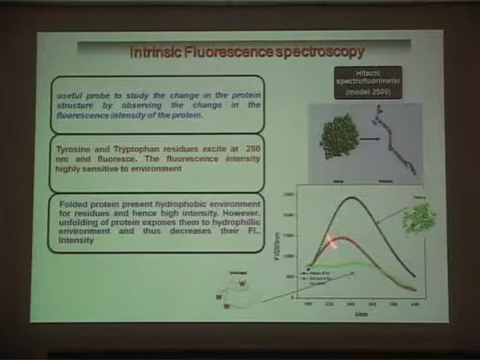 Intrinsic Fluorescence spectroscopy
useful probe to study the change in the protein
structure by observing the change in the
fluorescence intensity of the protein.
Tyrosine and Tryptophan residues excite at 280
nm and fluoresce. The fluorescence intensity
highly sensitive to environment
Folded protein present hydrophobic environment
for residues and hence high intensity. However,
unfolding of protein exposes them to hydrophillic
environment and thus decreases their Fl..
Intensity
Hitachi
spectrofluorimeter
(model 2500)
W
W
W